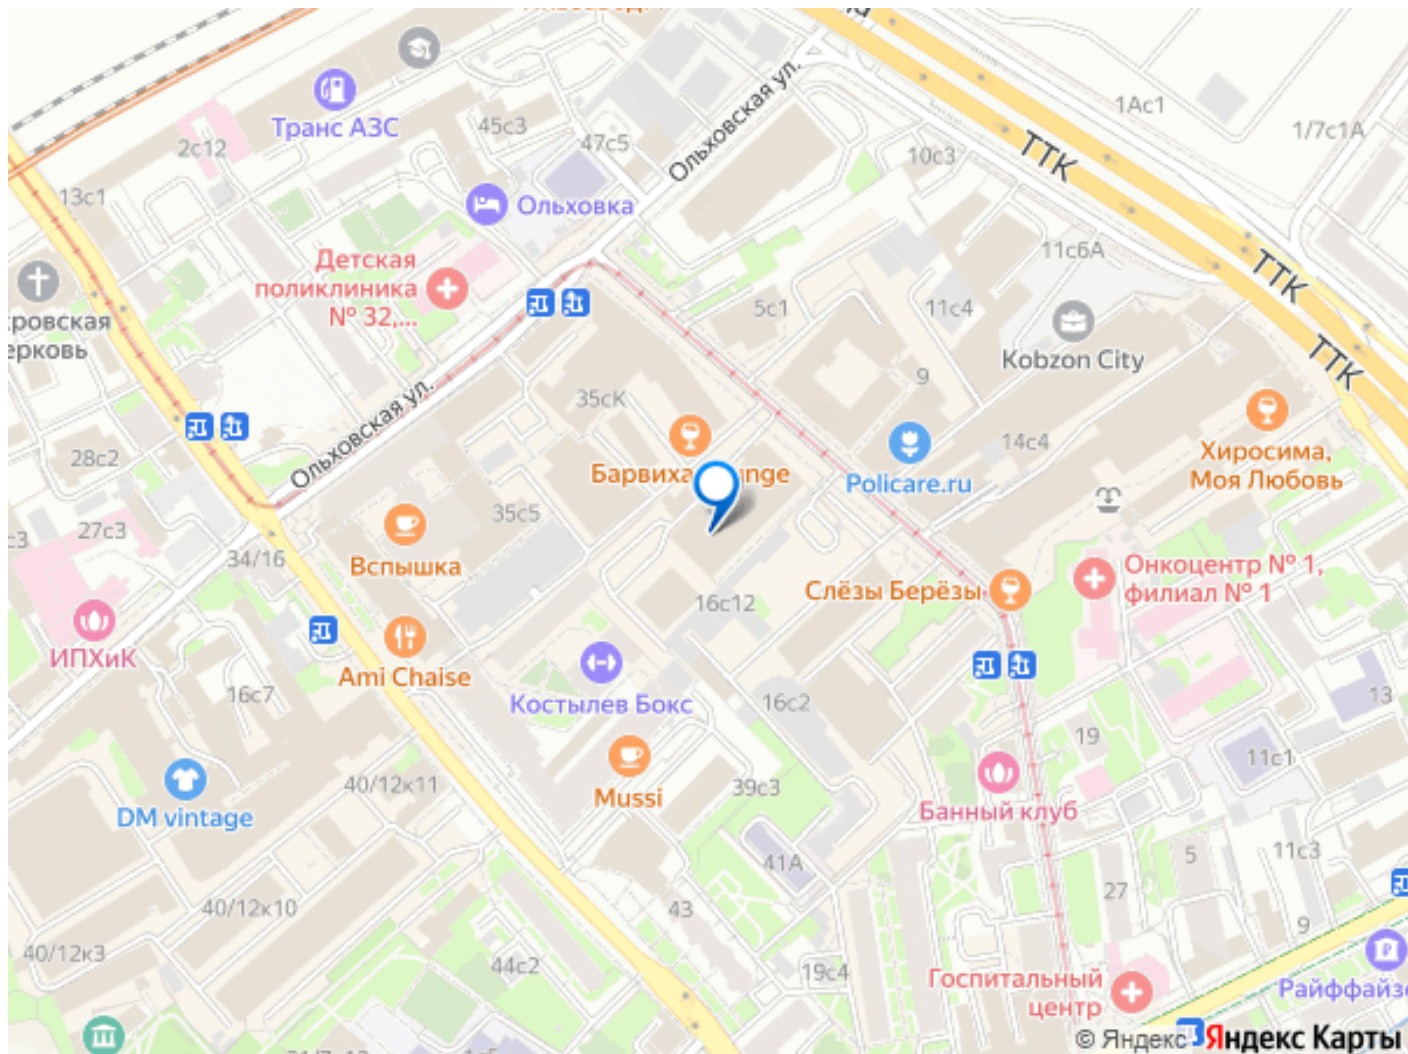 Транс АЗС
2с12
45с3
47с5
Ольховская ул.
1Ас1
1/7с1А
ТТК
10с3
13с1
Ольховка
Детская
поликлиника
№ 32,...
11с6А
ТТК
5с1
11с4
Kobzon City
ТТК
ровская
ерковь
35сК
9
Ольховская ул.
Барвиха
nge
14с4
Хиросима,
Моя Любовь
Policare.ru
28с2
35с5
27с3
с3
34/16
Вспышка
Онкоцентр № 1,
филиал № 1
Слёзы Берёзы
16с12
ИПХиК
Ami Chaise
16с7
Костылев Бокс
16с2
13
19
11с1
40/12к11
Mussi
39с3
DM vintage
Банный клуб
41А
5
11с3
27
40/12к10
43
9
40/12к3
44с2
19с4
Госпитальный
центр
Райффайз
© Яндекс
Яндекс Карты